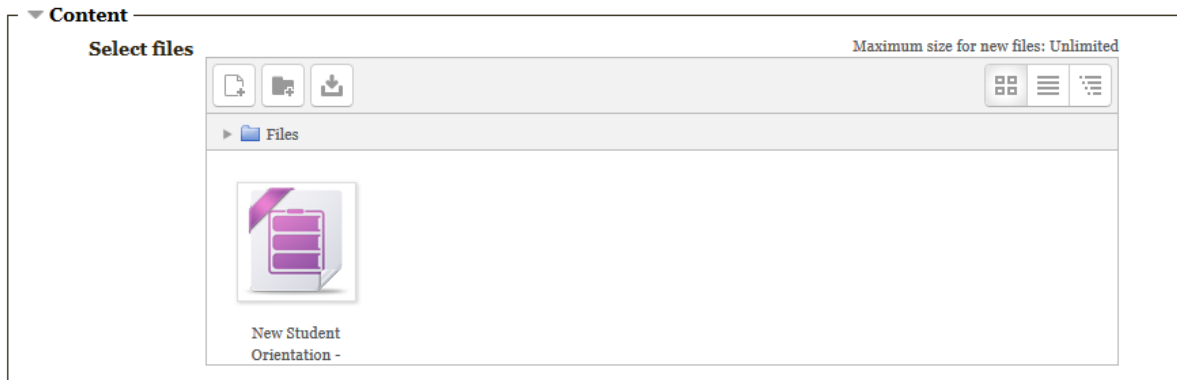 Content
Select files
Maximum size for new files: Unlimited
Files
New Student
Orientation -